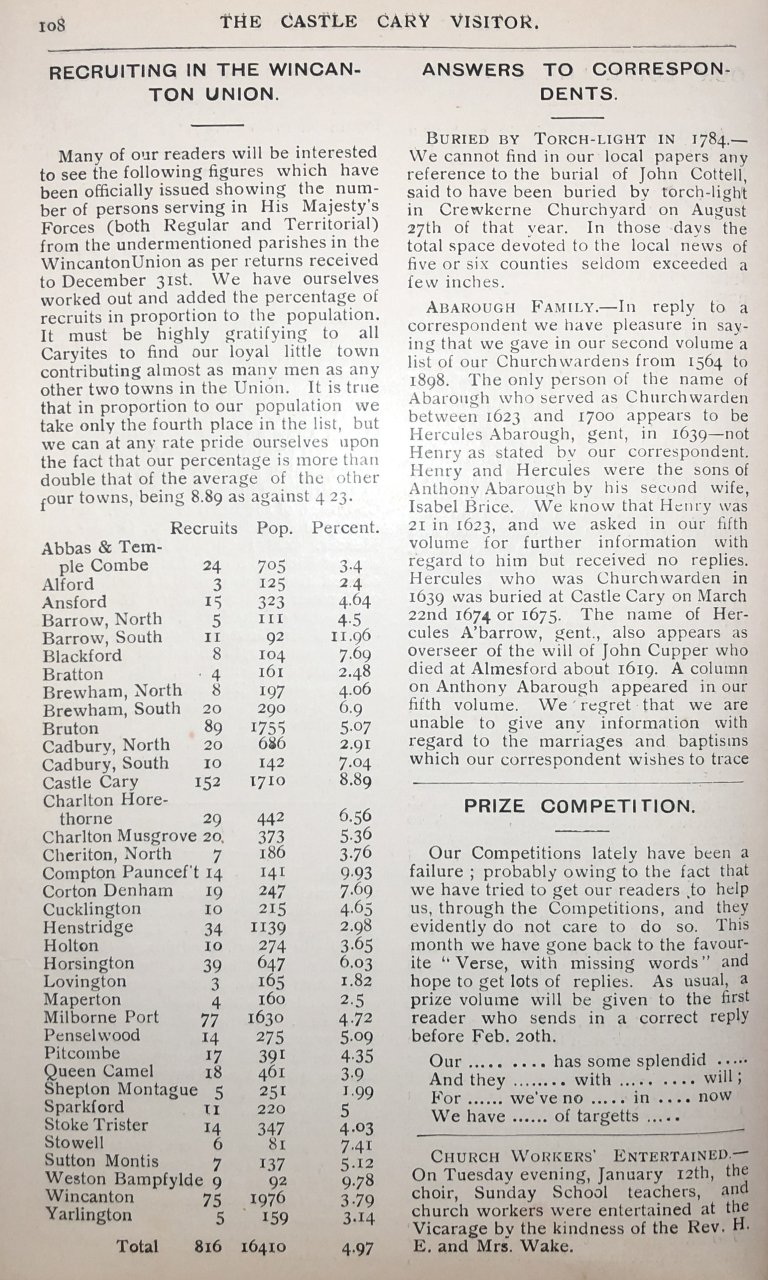 108
THE CASTLE CARY VISITOR.
RECRUITING IN THE WINCAN-
TON UNION.
Many of our readers will be interested
to see the following figures which have
been officially issued showing the num-
ber of persons serving in His Majesty's
Forces (both Regular and Territorial)
from the undermentioned parishes in the
Wincanton Union as per returns received
to December 31st. We have ourselves
worked out and added the percentage of
recruits in proportion to the population.
It must be highly gratifying to all
Caryites to find our loyal little town
contributing almost as many men as any
other two towns in the Union. It is true
that in proportion to our population we
take only the fourth place in the list, but
we can at any rate pride ourselves upon
the fact that our percentage is more than
double that of the average of the other
four towns, being 8.89 as against 4 23.
Recruits Pop. Percent.
Abbas & Tem-
ple Combe 24 705 3.4
Alford 3 125 2.4
Ansford 15 323 4.64
Barrow, North 5 111 4.5
Barrow, South 11 92 11.96
Blackford 8 104 7.69
Bratton 4 161 2.48
Brewham, North 8 197 4.06
Brewham, South 20 290 6.9
Bruton 89 1755 5.07
Cadbury, North 20 686 2.91
Cadbury, South 10 142 7.04
Castle Cary 152 1710 8.89
Charlton Hore-
thorne 29 442 6.56
Charlton Musgrove 20 373 5.36
Cheriton, North 7 186 3.76
Compton Pauncef't 14 141 9.93
Corton Denham 19 247 7.69
Cucklington 10 215 4.65
Henstridge 34 1139 2.98
Holton 10 274 3.65
Horsington 39 647 6.03
Lovington 3 165 1.82
Maperton 4 160 2.5
Milborne Port 77 1630 4.72
Penselwood 14 275 5.09
Pitcombe 17 391 4.35
Queen Camel 18 461 3.9
Shepton Montague 5 251 1.99
Sparkford 11 220 5
Stoke Trister 14 347 4.03
Stowell 6 81 7.41
Sutton Montis 7 137 5.12
Weston Bampfylde 9 92 9.78
Wincanton 75 1976 3.79
Yarlington 5 159 3.14
Total 816 16410 4.97
ANSWERS TO CORRESPON-
DENTS.
BURIED BY TORCH-LIGHT IN 1784.—
We cannot find in our local papers any
reference to the burial of John Cottell,
said to have been buried by torch-light
in Crewkerne Churchyard on August
27th of that year. In those days the
total space devoted to the local news of
five or six counties seldom exceeded a
few inches.
ABAROUGH FAMILY.—In reply to a
correspondent we have pleasure in say-
ing that we gave in our second volume a
list of our Churchwardens from 1564 to
1898. The only person of the name of
Abarough who served as Churchwarden
between 1623 and 1700 appears to be
Hercules Abarough, gent, in 1639—not
Henry as stated by our correspondent.
Henry and Hercules were the sons of
Anthony Abarough by his second wife,
Isabel Brice. We know that Henry was
21 in 1623, and we asked in our fifth
volume for further information with
regard to him but received no replies.
Hercules who was Churchwarden in
1639 was buried at Castle Cary on March
22nd 1674 or 1675. The name of Her-
cules A'barrow, gent., also appears as
overseer of the will of John Cupper who
died at Almesford about 1619. A column
on Anthony Abarough appeared in our
fifth volume. We regret that we are
unable to give any information with
regard to the marriages and baptisms
which our correspondent wishes to trace
PRIZE COMPETITION.
Our Competitions lately have been a
failure ; probably owing to the fact that
we have tried to get our readers to help
us, through the Competitions, and they
evidently do not care to do so. This
month we have gone back to the favour-
ite "Verse, with missing words" and
hope to get lots of replies. As usual, a
prize volume will be given to the first
reader who sends in a correct reply
before Feb. 20th.
Our ..... .... has some splendid .....
And they ........ with ..... .... will ;
For ...... we've no ..... in .... now
We have ...... of targetts .....
CHURCH WORKERS' ENTERTAINED.—
On Tuesday evening, January 12th, the
choir, Sunday School teachers, and
church workers were entertained at the
Vicarage by the kindness of the Rev. H.
E. and Mrs. Wake.